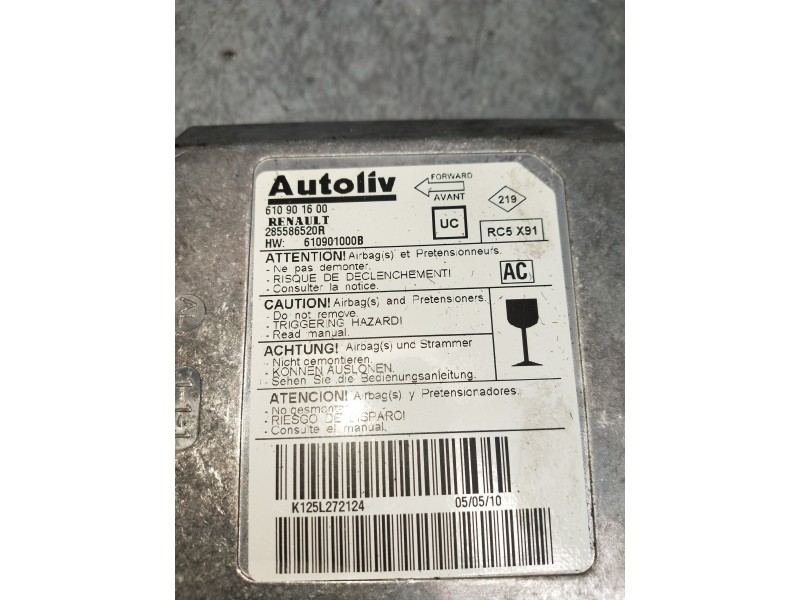 Autoliv
FORWARD
AVANT
219
610 90 16 00
RENAULT
285586520R
HW: 610901000B
UC
RC5 X91
ATTENTION! Airbag(s) et Pretensionneurs.
- Ne pas demonter.
- RISQUE DE DECLENCHEMENT!
- Consulter la notice.
AC
CAUTION! Airbag(s) and Pretensioners.
- Do not remove.
- TRIGGERING HAZARD!
- Read manual.
ACHTUNG! Airbag(s) und Strammer
- Nicht demontieren.
- KONNEN AUSLONEN.
- Sehen Sie die Bedienungsanleitung.
ATENCION! Airbag(s) y Pretensionadores.
- No desmontar
- RIESGO DE DISPARO!
- Consulte el manual.
K125L272124 05/05/10